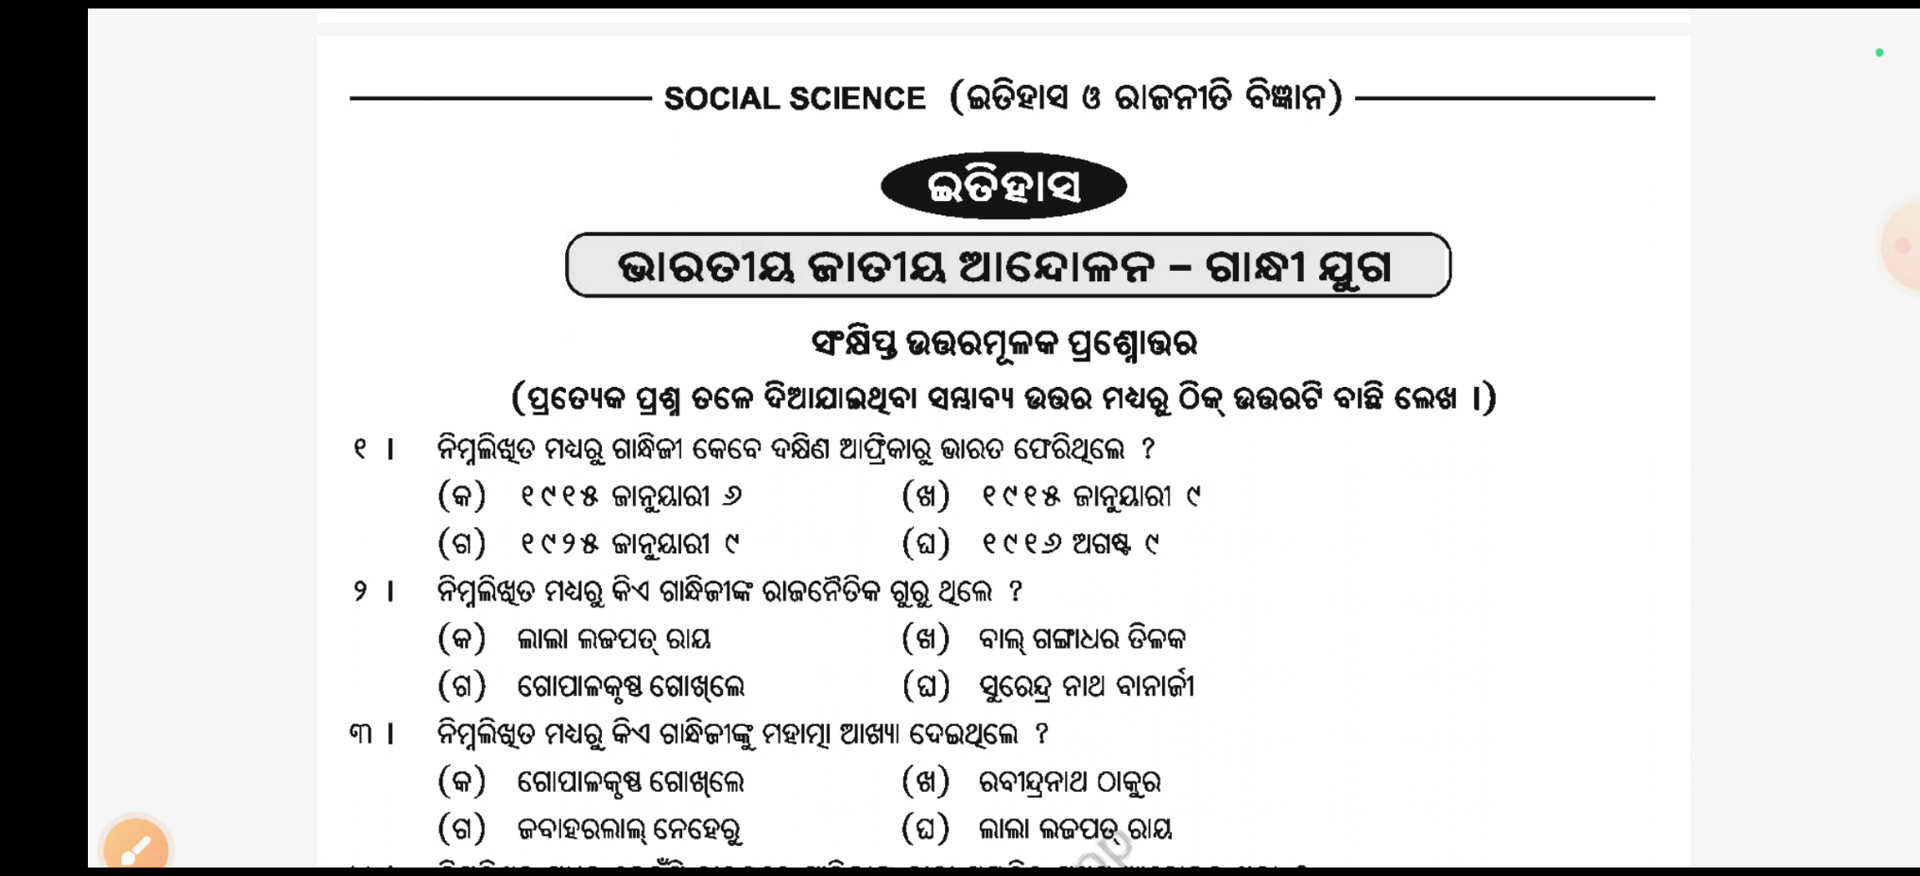 SOCIAL SCIENCE (ଇତିହାସ ଓ ରାଜନୀତି ବିଜ୍ଞାନ)
ଇତିହାସ
ଭାରତୀୟ ଜାତୀୟ ଆନ୍ଦୋଳନ – ଗାନ୍ଧୀ ଯୁଗ
ସଂକ୍ଷିପ୍ତ ଉତ୍ତରମୂଳକ ପ୍ରଶ୍ନୋତ୍ତର
(ପ୍ରତ୍ୟେକ ପ୍ରଶ୍ନ ତଳେ ଦିଆଯାଇଥିବା ସମ୍ଭାବ୍ୟ ଉତ୍ତର ମଧ୍ୟରୁ ଠିକ୍ ଉତ୍ତରଟି ବାଛି ଲେଖ ।)
୧ । ନିମ୍ନଲିଖିତ ମଧ୍ୟରୁ ଗାନ୍ଧିଜୀ କେବେ ଦକ୍ଷିଣ ଆଫ୍ରିକାରୁ ଭାରତ ଫେରିଥିଲେ ?
(କ) ୧୯୧୫ ଜାନୁୟାରୀ ୬ (ଖ) ୧୯୧୫ ଜାନୁୟାରୀ ୯
(ଗ) ୧୯୨୫ ଜାନୁୟାରୀ ୯ (ଘ) ୧୯୧୬ ଅଗଷ୍ଟ ୯
୨ । ନିମ୍ନଲିଖିତ ମଧ୍ୟରୁ କିଏ ଗାନ୍ଧିଜୀଙ୍କ ରାଜନୈତିକ ଗୁରୁ ଥିଲେ ?
(କ) ଲାଲା ଲଜପତ୍ ରାୟ (ଖ) ବାଲ୍ ଗଙ୍ଗାଧର ତିଳକ
(ଗ) ଗୋପାଳକୃଷ୍ଣ ଗୋଖ୍‌ଲେ (ଘ) ସୁରେନ୍ଦ୍ର ନାଥ ବାନାର୍ଜୀ
୩ । ନିମ୍ନଲିଖିତ ମଧ୍ୟରୁ କିଏ ଗାନ୍ଧିଜୀଙ୍କୁ ମହାତ୍ମା ଆଖ୍ୟା ଦେଇଥିଲେ ?
(କ) ଗୋପାଳକୃଷ୍ଣ ଗୋଖ୍‌ଲେ (ଖ) ରବୀନ୍ଦ୍ରନାଥ ଠାକୁର
(ଗ) ଜବାହରଲାଲ୍ ନେହେରୁ (ଘ) ଲାଲା ଲଜପତ୍ ରାୟ